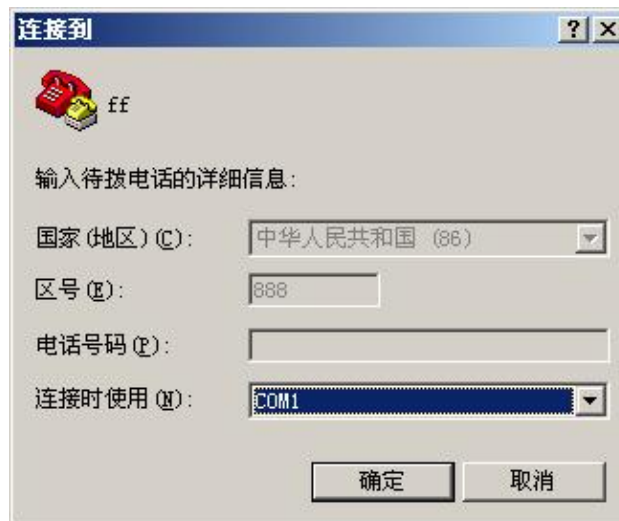 连接到
ff
输入待拨电话的详细信息:
国家(地区)(C): 中华人民共和国 (86)
区号(E): 888
电话号码(P):
连接时使用(N): COM1
确定 取消